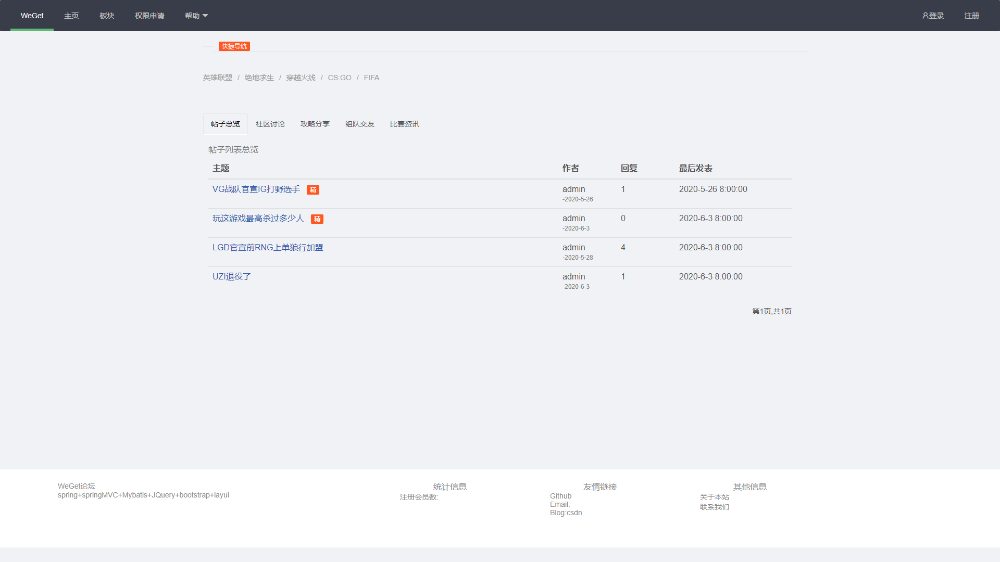 WeGet 主页 板块 权限申请 帮助 登录 注册
快捷导航
英雄联盟 / 绝地求生 / 穿越火线 / CS:GO / FIFA
帖子总览 社区讨论 攻略分享 组队交友 比赛资讯
帖子列表总览
主题 作者 回复 最后发表
VG战队官宣IG打野选手 精 admin 1 2020-5-26 8:00:00
-2020-5-26
玩这游戏最高杀过多少人 精 admin 0 2020-6-3 8:00:00
-2020-6-3
LGD官宣前RNG上单狼行加盟 admin 4 2020-6-3 8:00:00
-2020-5-28
UZI退役了 admin 1 2020-6-3 8:00:00
-2020-6-3
第1页,共1页
WeGet论坛
spring+springMVC+Mybatis+JQuery+bootstrap+layui
统计信息
注册会员数:
友情链接
Github
Email:
Blog:csdn
其他信息
关于本站
联系我们